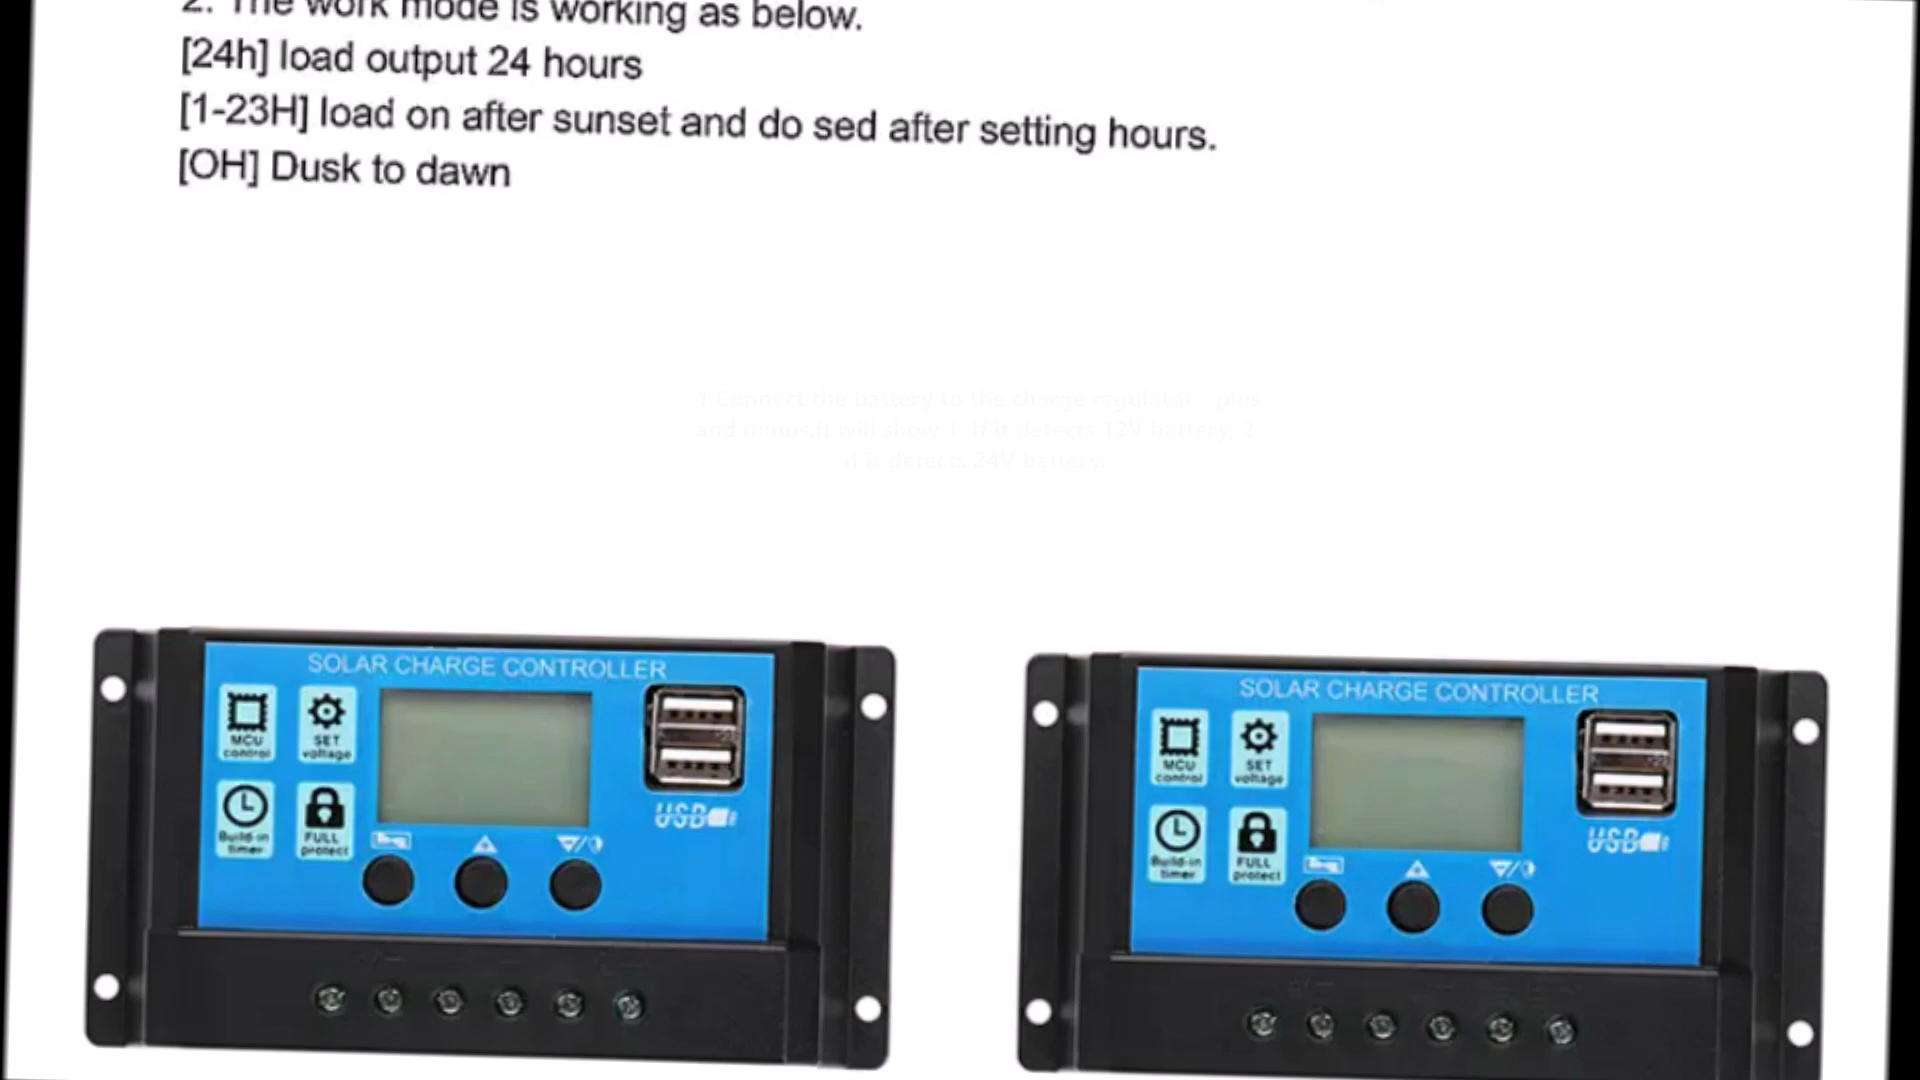 2. The work mode is working as below.
[24h] load output 24 hours
[1-23H] load on after sunset and do sed after setting hours.
[OH] Dusk to dawn
1.Connect the battery to the charge regulator - plus
and minus.it will show 1 ,if it detects 12V battery, 2
if it detects 24V battery.
SOLAR CHARGE CONTROLLER
MCU
control
SET
voltage
Build-in
timer
FULL
protect
USB
SOLAR CHARGE CONTROLLER
MCU
control
SET
voltage
Build-in
timer
FULL
protect
USB